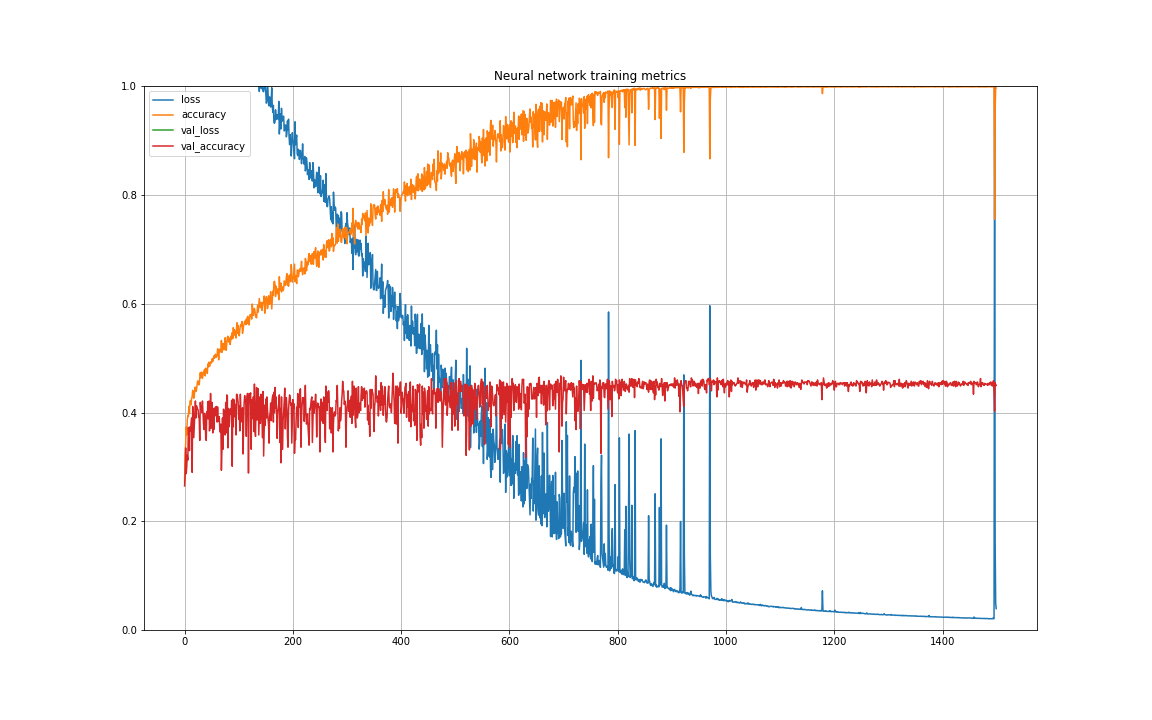 Neural network training metrics
1.0
loss
accuracy
val_loss
val_accuracy
0.8
0.6
0.4
0.2
0.0
0 200 400 600 800 1000 1200 1400